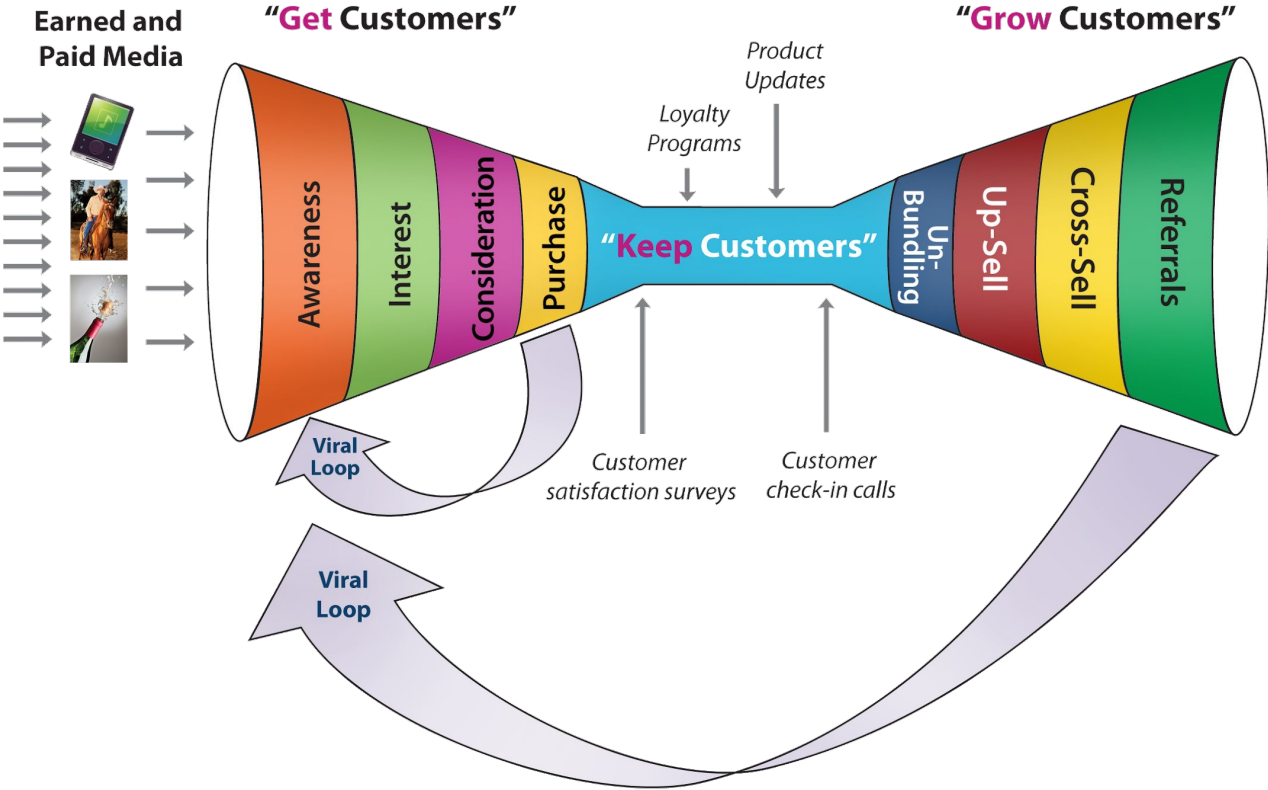 Earned and
Paid Media
“Get Customers”
“Grow Customers”
Product
Updates
Loyalty
Programs
Awareness
Interest
Consideration
Purchase
“Keep Customers”
Un-
Bundling
Up-Sell
Cross-Sell
Referrals
Viral
Loop
Customer
satisfaction surveys
Customer
check-in calls
Viral
Loop